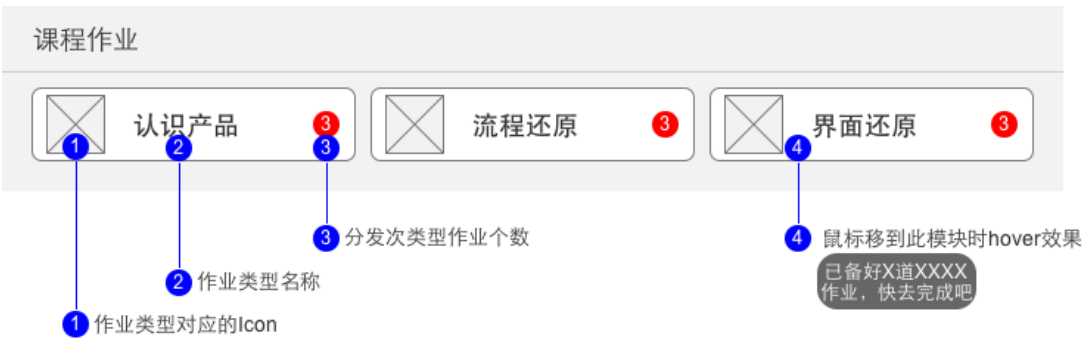 课程作业
认识产品 3
流程还原 3
界面还原 3
1
2
3
4
3 分发次类型作业个数
4 鼠标移到此模块时hover效果
已备好X道XXXX
作业，快去完成吧
2 作业类型名称
1 作业类型对应的Icon